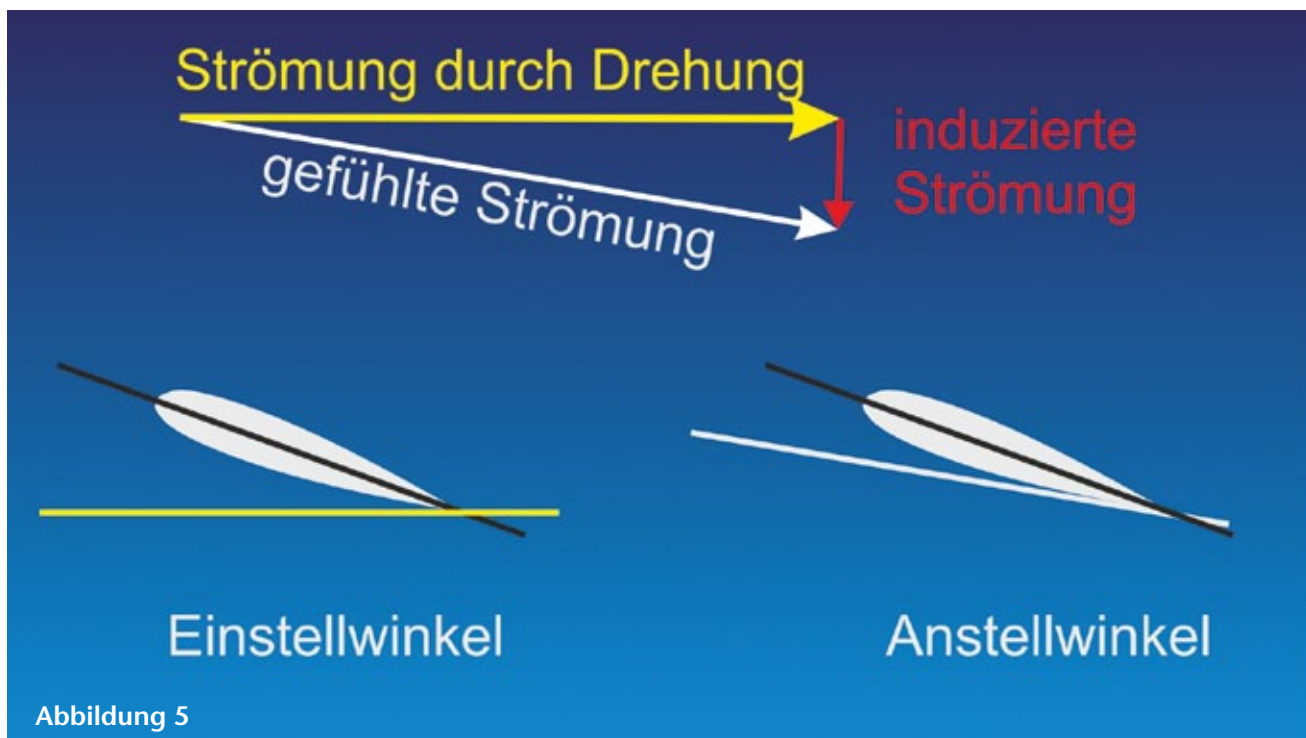 Strömung durch Drehung
induzierte
Strömung
gefühlte Strömung
Einstellwinkel
Anstellwinkel
Abbildung 5